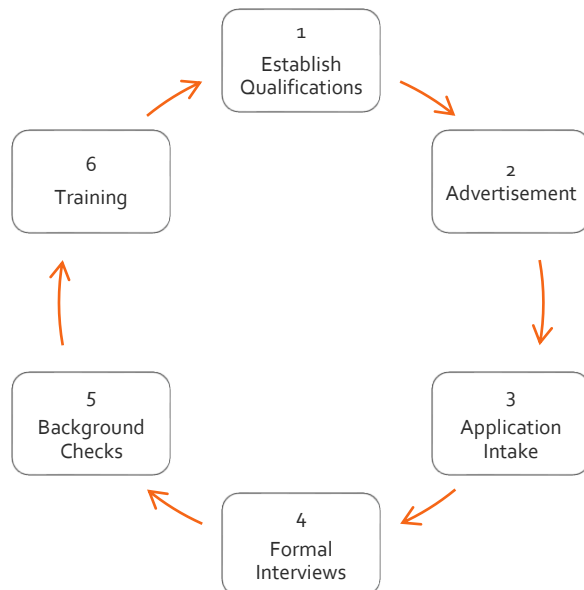 1
Establish
Qualifications
2
Advertisement
3
Application
Intake
4
Formal
Interviews
5
Background
Checks
6
Training